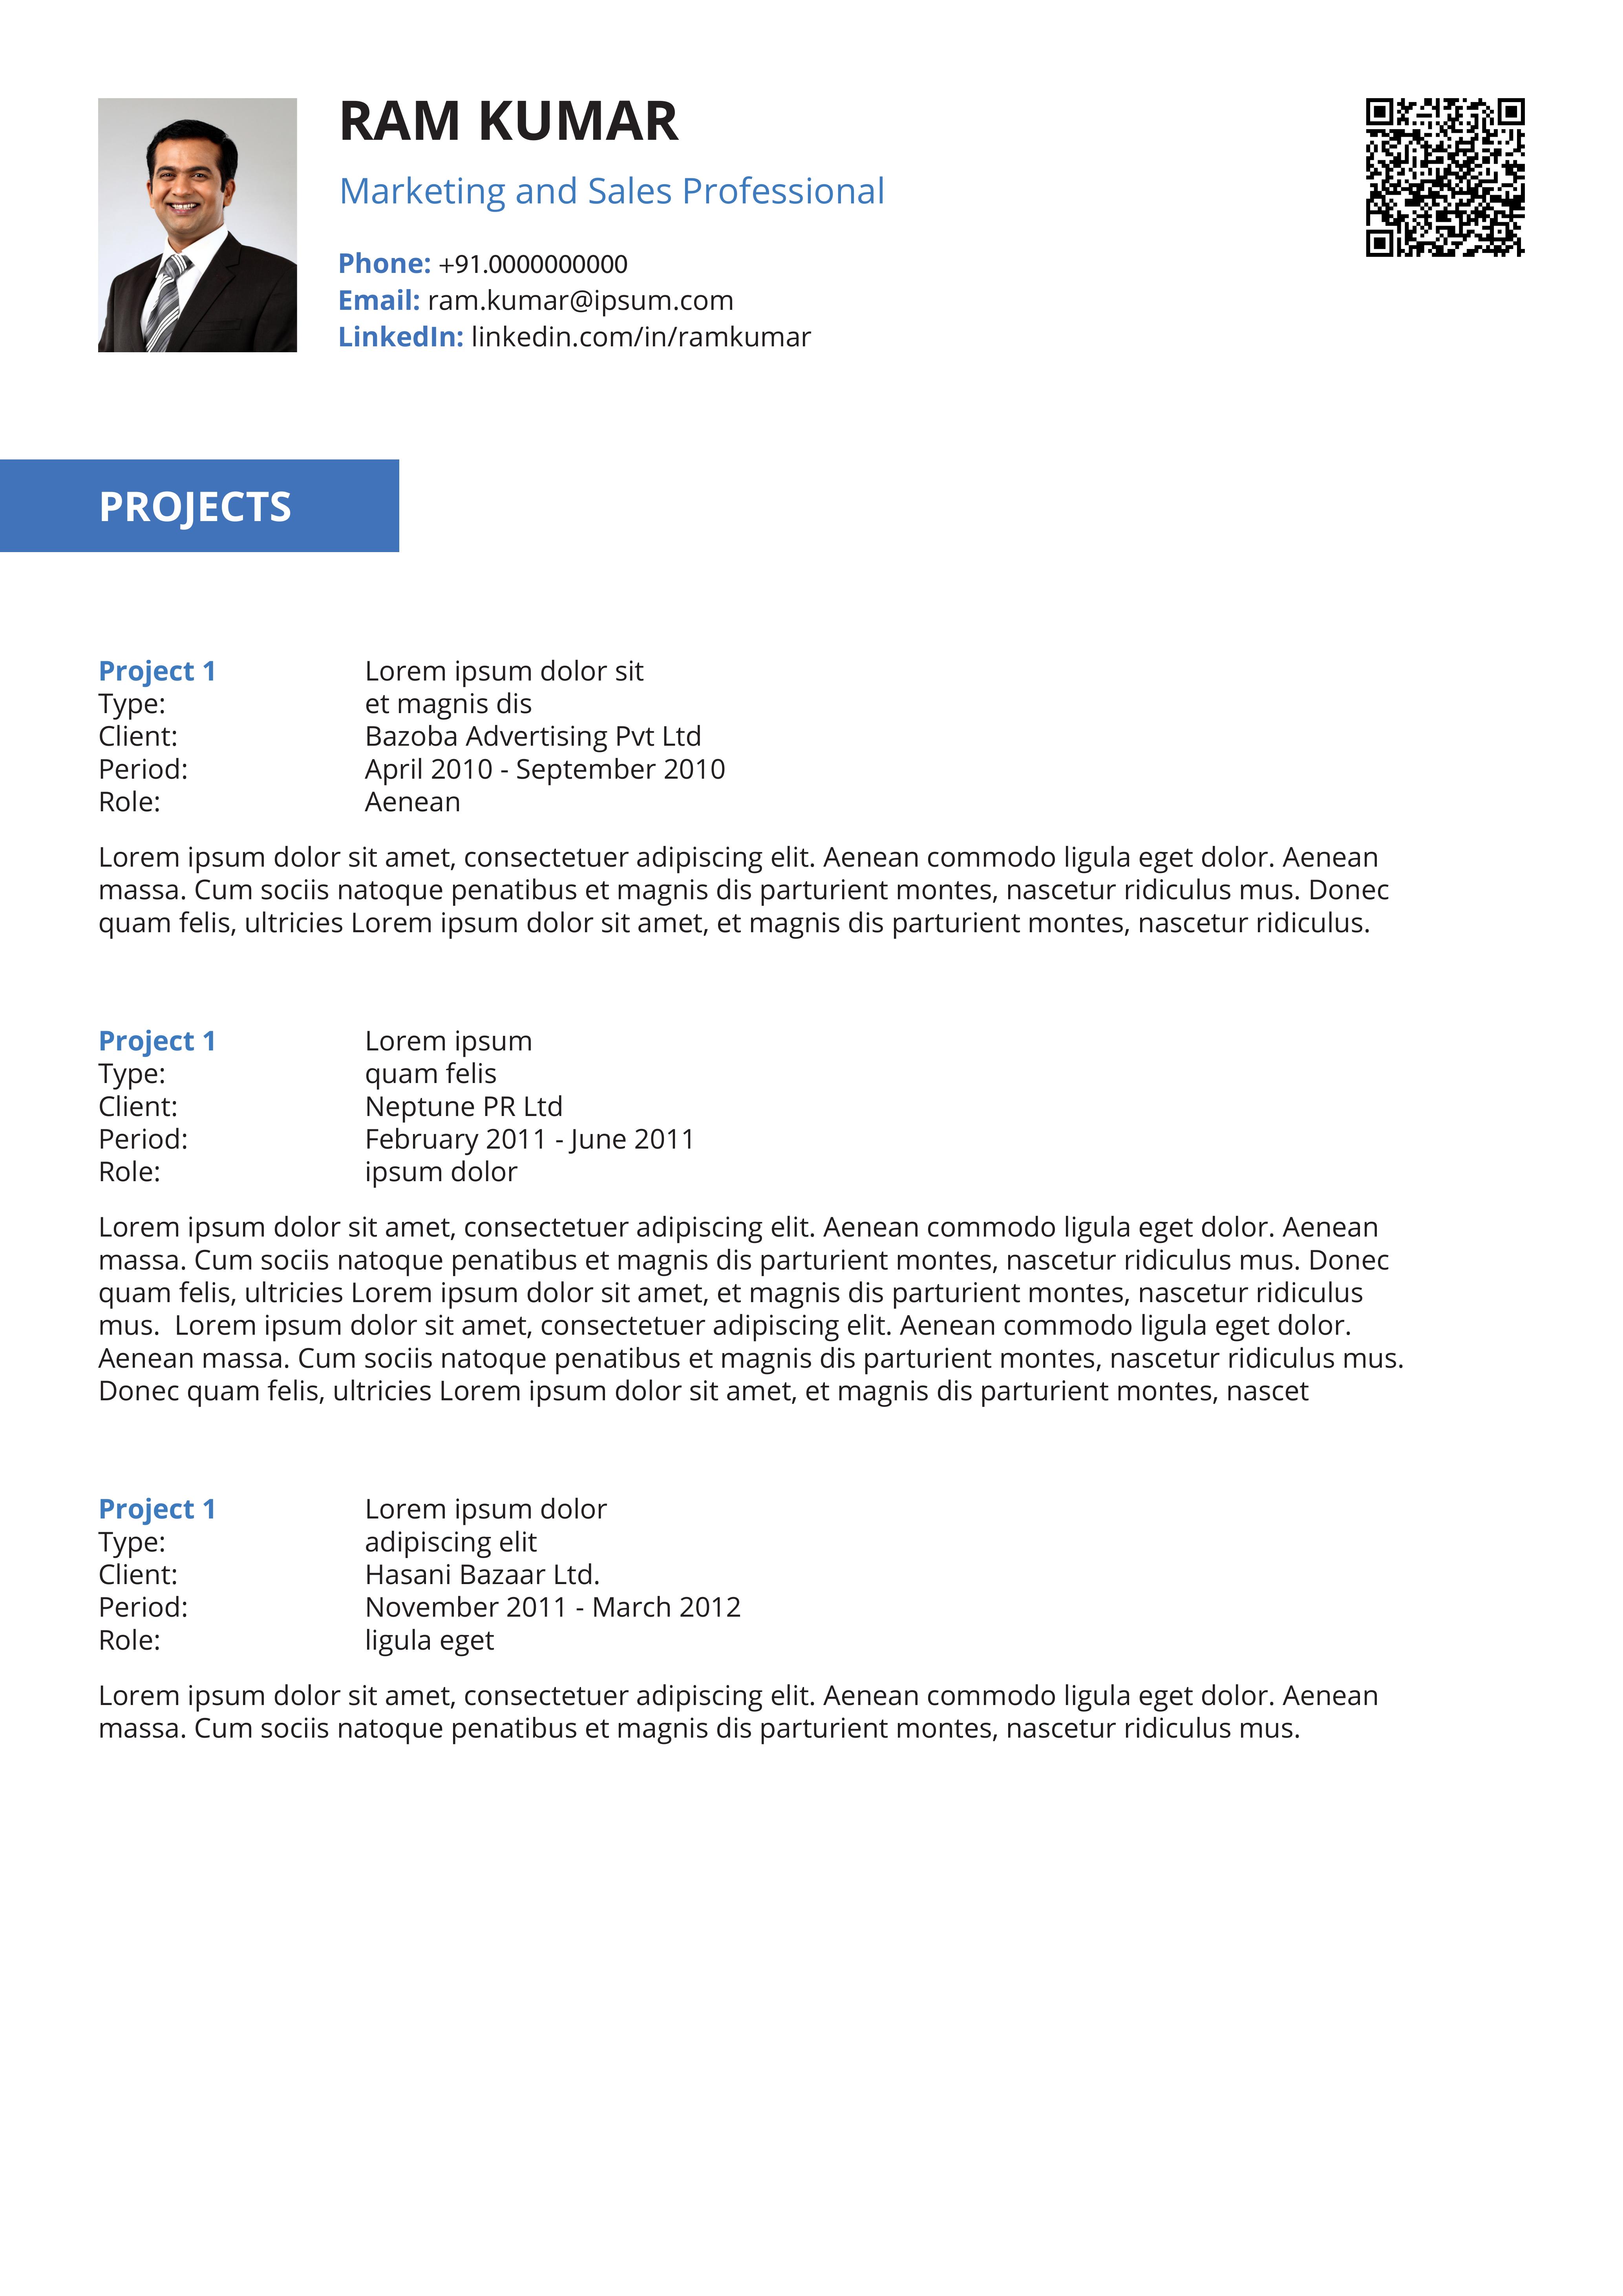 RAM KUMAR
Marketing and Sales Professional
Phone: +91.0000000000
Email: ram.kumar@ipsum.com
LinkedIn: linkedin.com/in/ramkumar
PROJECTS
Project 1 Lorem ipsum dolor sit
Type: et magnis dis
Client: Bazoba Advertising Pvt Ltd
Period: April 2010 - September 2010
Role: Aenean
Lorem ipsum dolor sit amet, consectetuer adipiscing elit. Aenean commodo ligula eget dolor. Aenean
massa. Cum sociis natoque penatibus et magnis dis parturient montes, nascetur ridiculus mus. Donec
quam felis, ultricies Lorem ipsum dolor sit amet, et magnis dis parturient montes, nascetur ridiculus.
Project 1 Lorem ipsum
Type: quam felis
Client: Neptune PR Ltd
Period: February 2011 - June 2011
Role: ipsum dolor
Lorem ipsum dolor sit amet, consectetuer adipiscing elit. Aenean commodo ligula eget dolor. Aenean
massa. Cum sociis natoque penatibus et magnis dis parturient montes, nascetur ridiculus mus. Donec
quam felis, ultricies Lorem ipsum dolor sit amet, et magnis dis parturient montes, nascetur ridiculus
mus.  Lorem ipsum dolor sit amet, consectetuer adipiscing elit. Aenean commodo ligula eget dolor.
Aenean massa. Cum sociis natoque penatibus et magnis dis parturient montes, nascetur ridiculus mus.
Donec quam felis, ultricies Lorem ipsum dolor sit amet, et magnis dis parturient montes, nascet
Project 1 Lorem ipsum dolor
Type: adipiscing elit
Client: Hasani Bazaar Ltd.
Period: November 2011 - March 2012
Role: ligula eget
Lorem ipsum dolor sit amet, consectetuer adipiscing elit. Aenean commodo ligula eget dolor. Aenean
massa. Cum sociis natoque penatibus et magnis dis parturient montes, nascetur ridiculus mus.